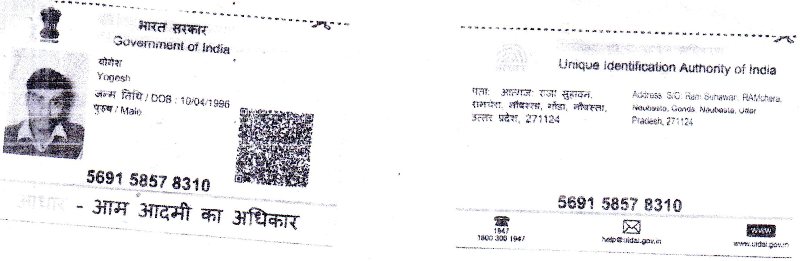 भारत सरकार
Government of India
योगेश
Yogesh
जन्म तिथि / DOB : 10/04/1996
पुरुष / Male
5691 5857 8310
आधार - आम आदमी का अधिकार
Unique Identification Authority of India
पता: आत्मज: राजा सुहावन,
नौबस्ता, गोंडा, नौबस्ता,
उत्तर प्रदेश, 271124
Address: S/O: Ram Suhawan,
Naubasta, Gonda, Naubasta, Uttar
Pradesh, 271124
5691 5857 8310
1947
1800 300 1947
help@uidai.gov.in
WWW
www.uidai.gov.in